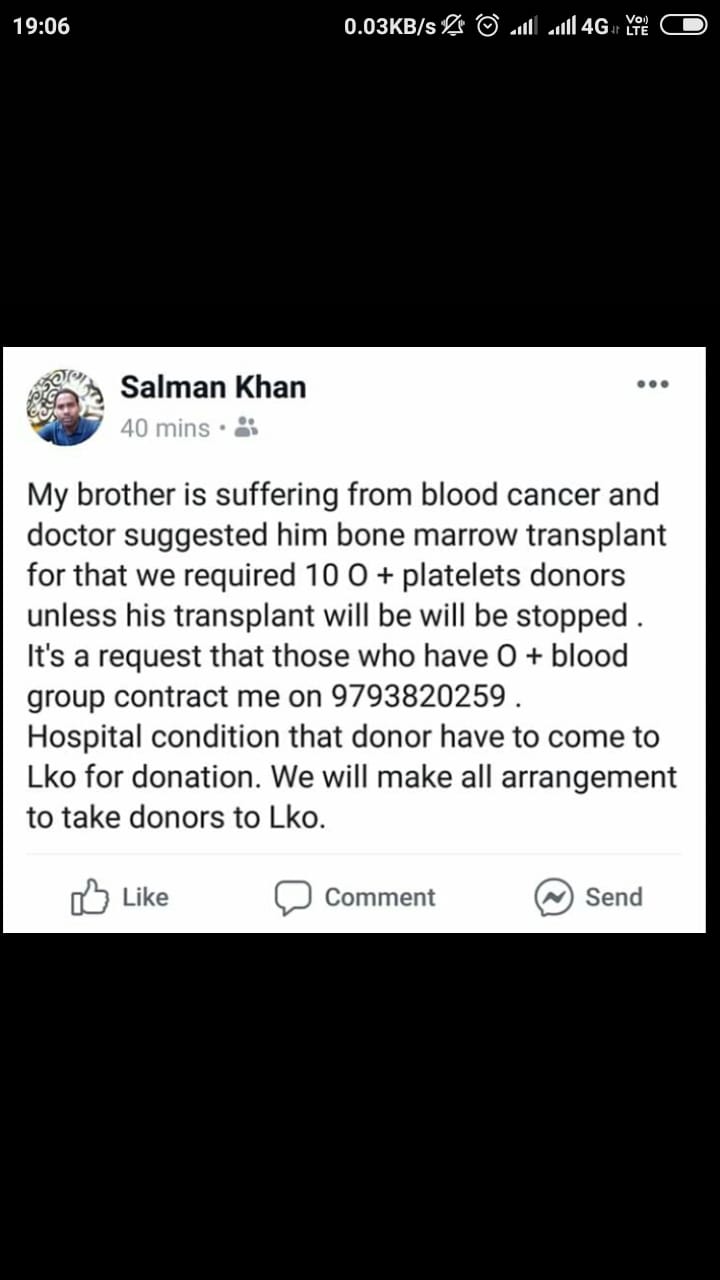 19:06 0.03KB/s 4G Vo) LTE
Salman Khan
40 mins
My brother is suffering from blood cancer and
doctor suggested him bone marrow transplant
for that we required 10 O + platelets donors
unless his transplant will be will be stopped .
It's a request that those who have O + blood
group contract me on 9793820259 .
Hospital condition that donor have to come to
Lko for donation. We will make all arrangement
to take donors to Lko.
Like Comment Send